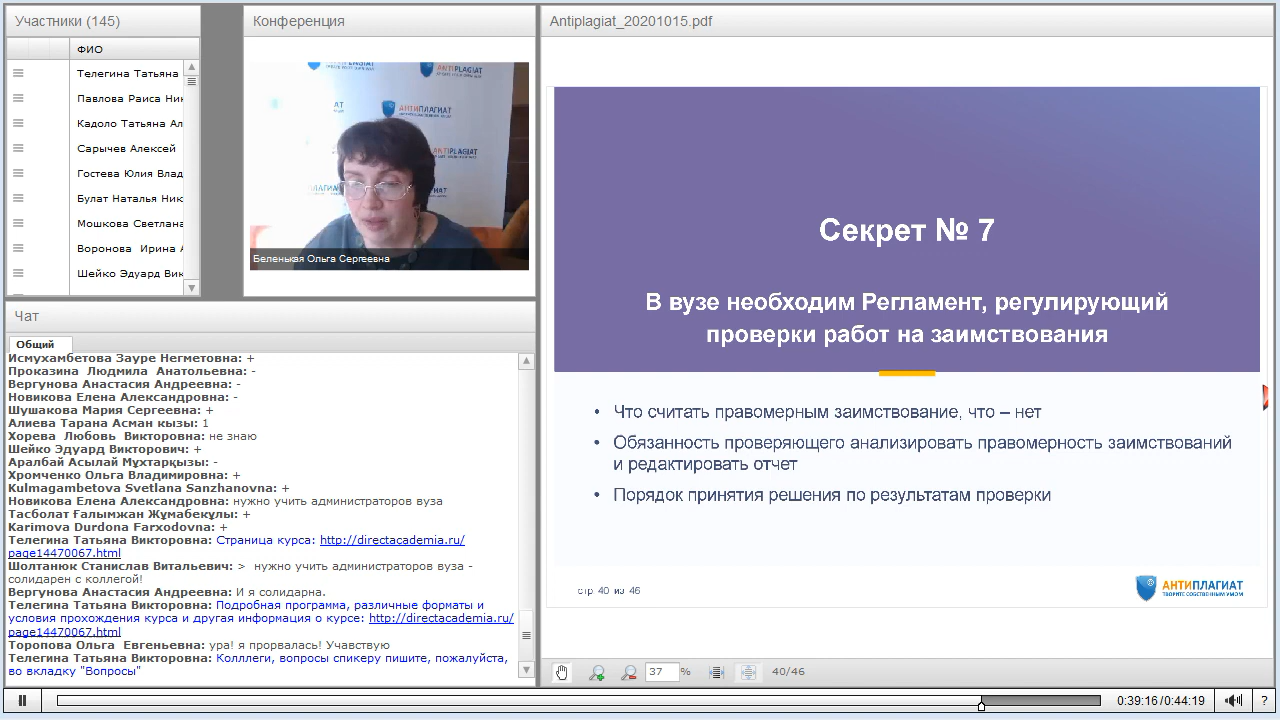 Участники (145)
ФИО
Телегина Татьяна
Павлова Раиса Ник
Кадоло Татьяна Ал
Сарычев Алексей
Гостева Юлия Влад
Булат Наталья Ник
Мошкова Светлана
Воронова Ирина А
Шейко Эдуард Вик
Конференция
ANTIPLAGIAT
АНТИПЛАГИАТ
ANTIPLAGIAT
Беленькая Ольга Сергеевна
Чат
Общий
Исмухамбетова Зауре Негметовна: +
Проказина Людмила Анатольевна: -
Вергунова Анастасия Андреевна: -
Новикова Елена Александровна: -
Шушакова Мария Сергеевна: +
Алиева Тарана Асман кызы: 1
Хорева Любовь Викторовна: не знаю
Шейко Эдуард Викторович: +
Аралбай Асылай Мұхтарқызы: -
Хромченко Ольга Владимировна: +
Kulmagambetova Svetlana Sanzhanovna: +
Новикова Елена Александровна: нужно учить администраторов вуза
Тасболат Ғалымжан Жұмабекұлы: +
Karimova Durdona Farxodovna: +
Телегина Татьяна Викторовна: Страница курса: http://directacademia.ru/
page14470067.html
Шолтанюк Станислав Витальевич: > нужно учить администраторов вуза -
солидарен с коллегой!
Вергунова Анастасия Андреевна: И я солидарна.
Телегина Татьяна Викторовна: Подробная программа, различные форматы и
условия прохождения курса и другая информация о курсе: http://directacademia.ru/
page14470067.html
Торопова Ольга Евгеньевна: ура! я прорвалась! Учавствую
Телегина Татьяна Викторовна: Колллеги, вопросы спикеру пишите, пожалуйста,
во вкладку "Вопросы"
Antiplagiat_20201015.pdf
Секрет № 7
В вузе необходим Регламент, регулирующий
проверки работ на заимствования
• Что считать правомерным заимствование, что – нет
• Обязанность проверяющего анализировать правомерность заимствований
и редактировать отчет
• Порядок принятия решения по результатам проверки
стр 40 из 46
АНТИПЛАГИАТ
ТВОРИТЕ СОБСТВЕННЫМ УМОМ
37 %
40/46
0:39:16/0:44:19
?